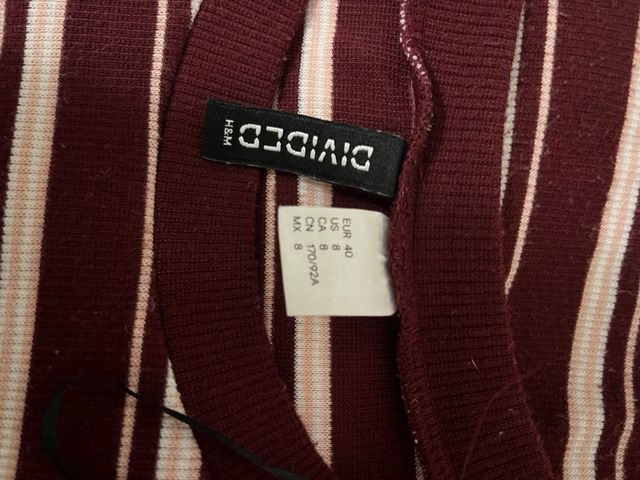 DIVIDED
H&M
EUR 40
US 8
CA 8
CN 170/92A
MX 8